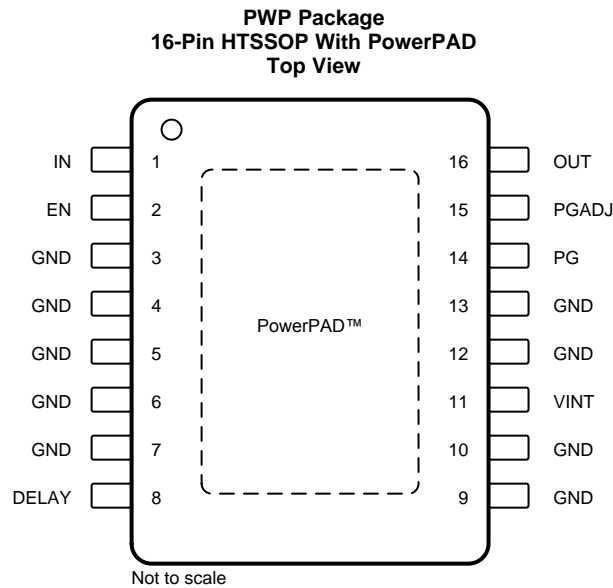 PWP Package
16-Pin HTSSOP With PowerPAD
Top View
IN 1 16 OUT
EN 2 15 PGADJ
GND 3 14 PG
GND 4 13 GND
PowerPAD™
GND 5 12 GND
GND 6 11 VINT
GND 7 10 GND
DELAY 8 9 GND
Not to scale